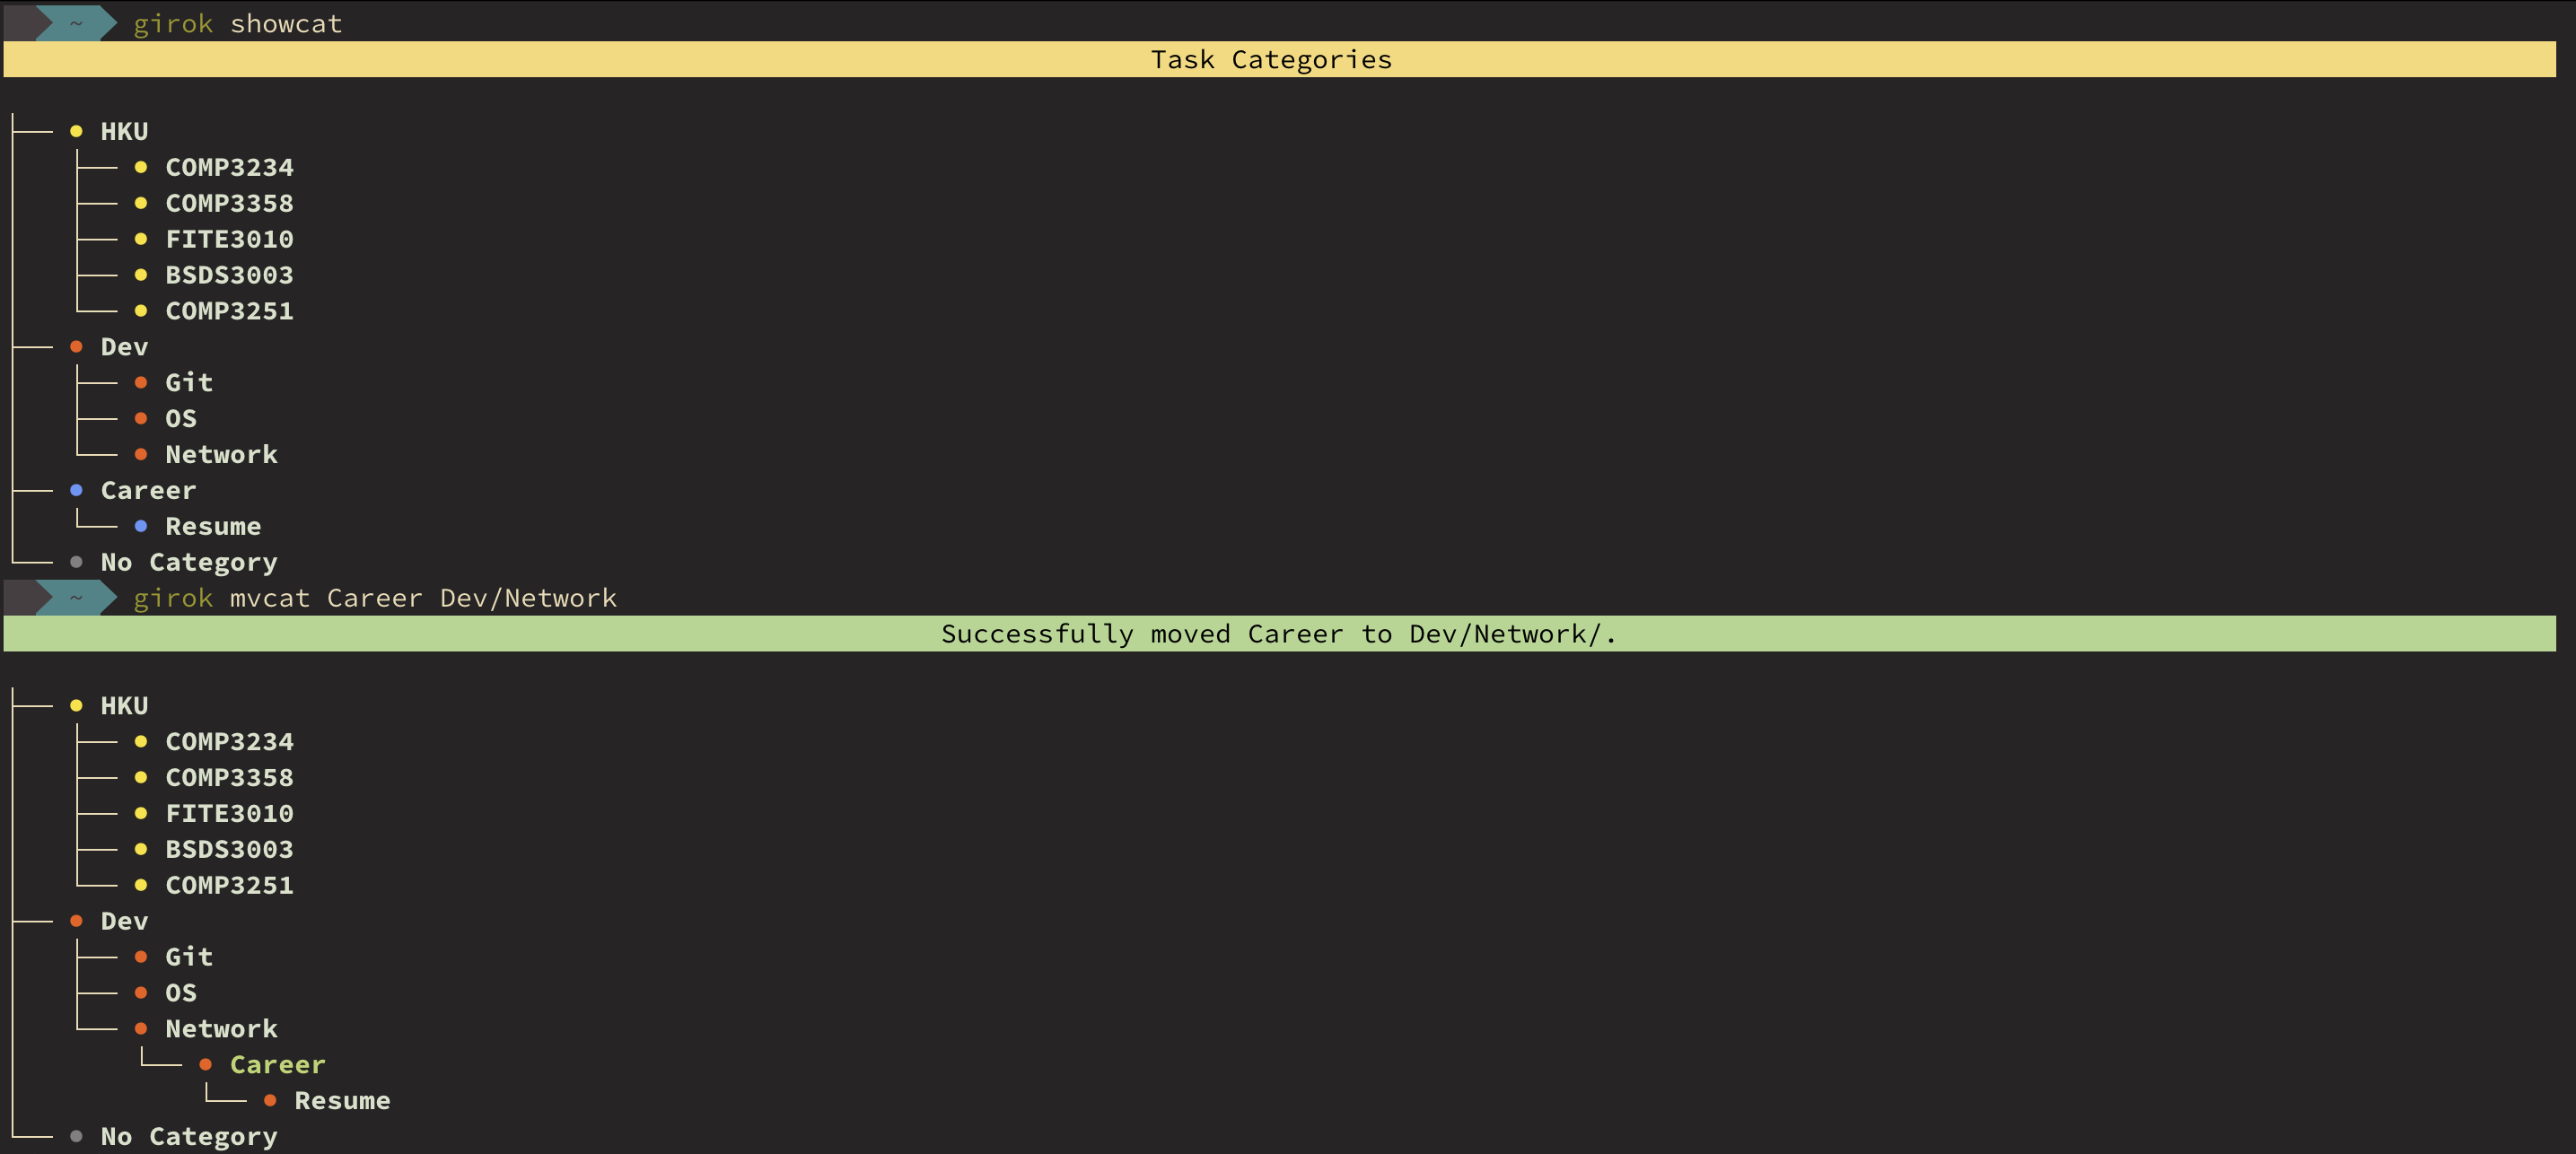 ~ girok showcat
Task Categories
HKU
COMP3234
COMP3358
FITE3010
BSDS3003
COMP3251
Dev
Git
OS
Network
Career
Resume
No Category
~ girok mvcat Career Dev/Network
Successfully moved Career to Dev/Network/.
HKU
COMP3234
COMP3358
FITE3010
BSDS3003
COMP3251
Dev
Git
OS
Network
Career
Resume
No Category